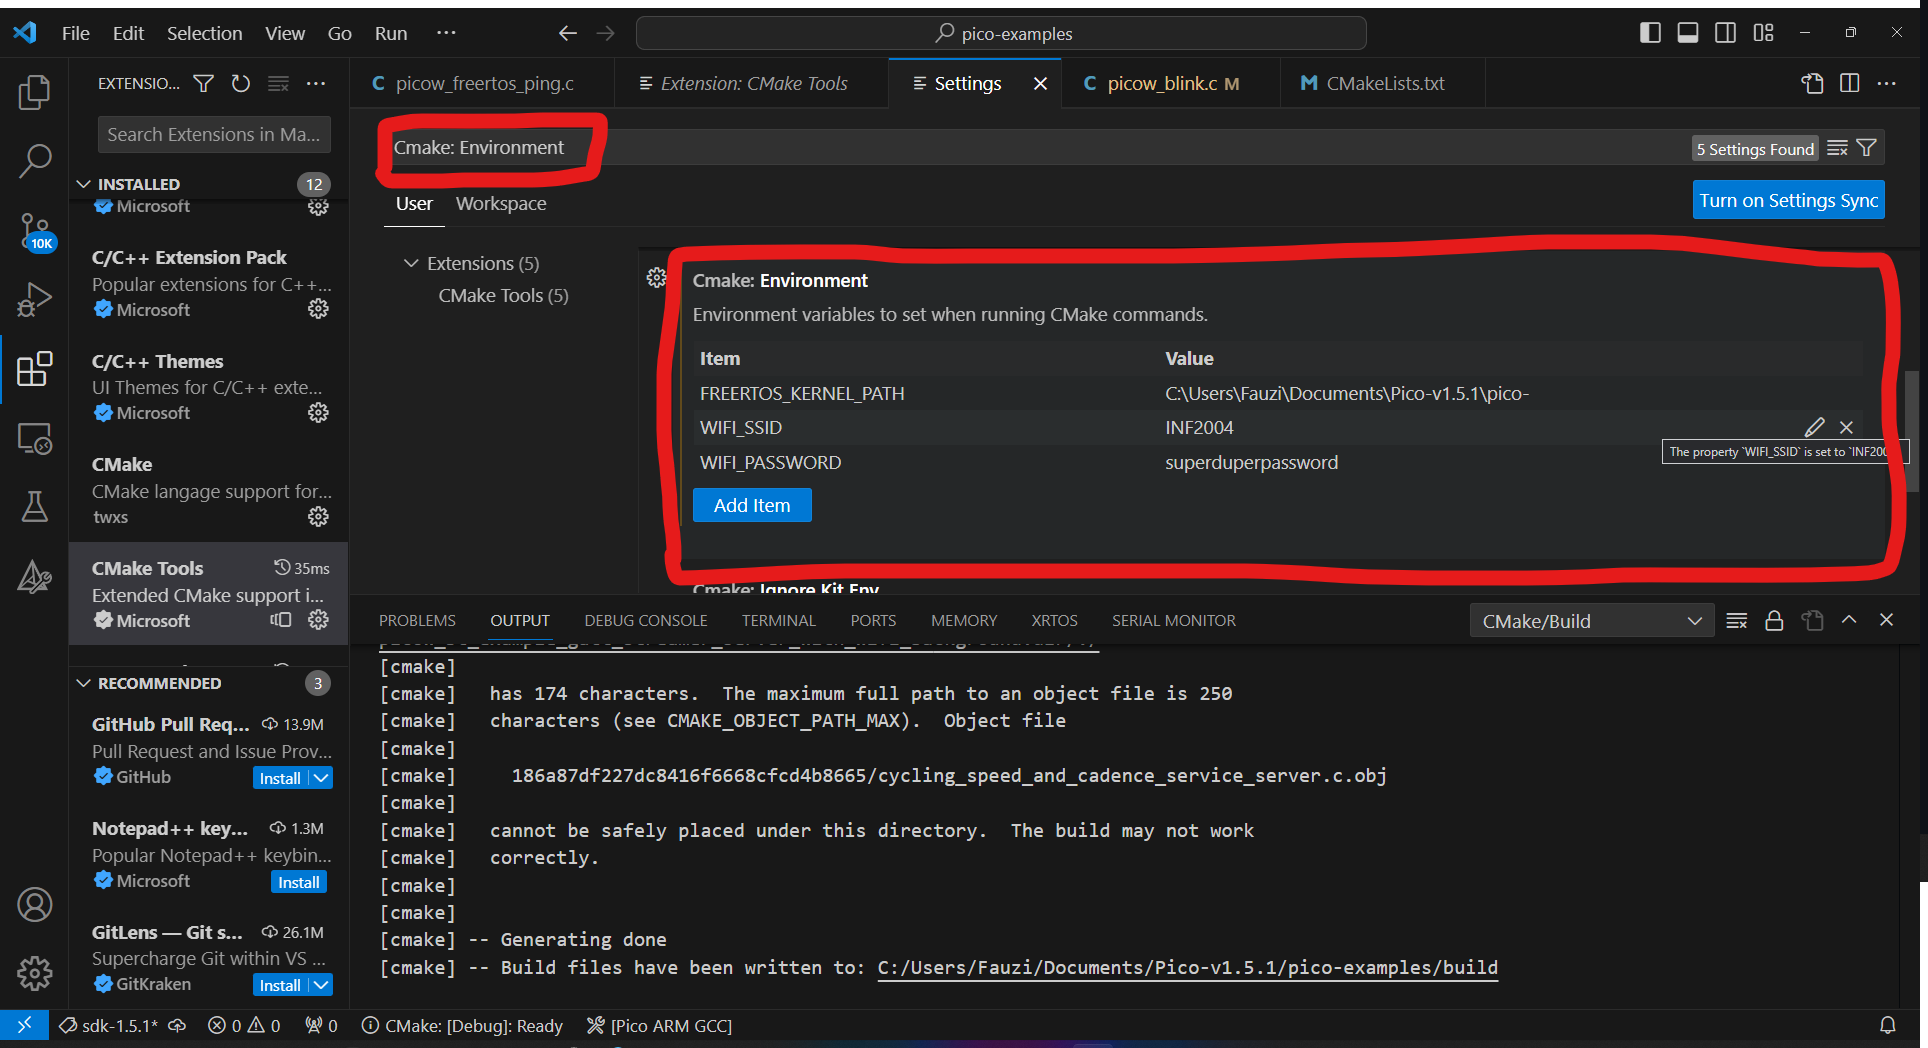 File Edit Selection View Go Run ···
pico-examples
EXTENSIO...
picow_freertos_ping.c
Extension: CMake Tools
Settings
picow_blink.c M
CMakeLists.txt
Search Extensions in Ma...
Cmake: Environment
5 Settings Found
User Workspace
Turn on Settings Sync
INSTALLED 12
Microsoft
C/C++ Extension Pack
Popular extensions for C++...
Microsoft
C/C++ Themes
UI Themes for C/C++ exte...
Microsoft
CMake
CMake langage support for...
twxs
CMake Tools 35ms
Extended CMake support i...
Microsoft
10K
Extensions (5)
CMake Tools (5)
Cmake: Environment
Environment variables to set when running CMake commands.
Item Value
FREERTOS_KERNEL_PATH C:\Users\Fauzi\Documents\Pico-v1.5.1\pico-
WIFI_SSID INF2004
The property `WIFI_SSID` is set to `INF200
WIFI_PASSWORD superduperpassword
Add Item
Cmake: Ignore Kit Env
RECOMMENDED 3
GitHub Pull Req... 13.9M
Pull Request and Issue Prov...
GitHub Install
Notepad++ key... 1.3M
Popular Notepad++ keybin...
Microsoft Install
GitLens — Git s... 26.1M
Supercharge Git within VS ...
GitKraken Install
PROBLEMS OUTPUT DEBUG CONSOLE TERMINAL PORTS MEMORY XRTOS SERIAL MONITOR
CMake/Build
[cmake]
[cmake] has 174 characters. The maximum full path to an object file is 250
[cmake] characters (see CMAKE_OBJECT_PATH_MAX). Object file
[cmake]
[cmake] 186a87df227dc8416f6668cfcd4b8665/cycling_speed_and_cadence_service_server.c.obj
[cmake]
[cmake] cannot be safely placed under this directory. The build may not work
[cmake] correctly.
[cmake]
[cmake]
[cmake] -- Generating done
[cmake] -- Build files have been written to: C:/Users/Fauzi/Documents/Pico-v1.5.1/pico-examples/build
sdk-1.5.1* 0 0 0 CMake: [Debug]: Ready [Pico ARM GCC]